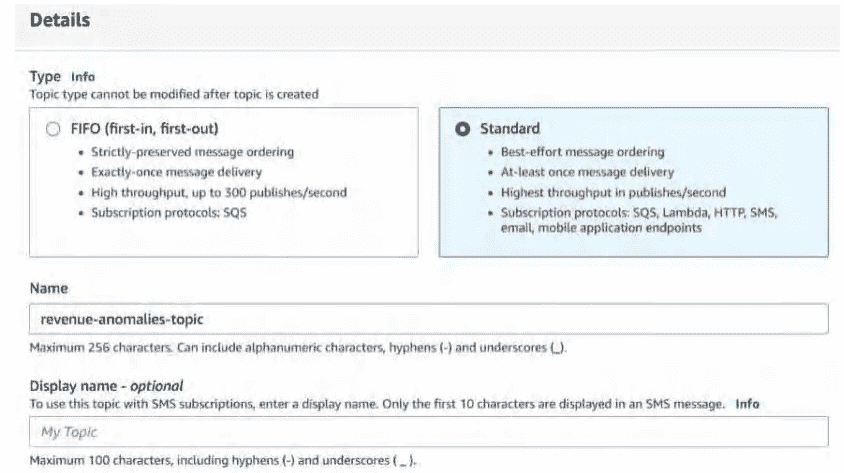 Details
Type Info
Topic type cannot be modified after topic is created
FIFO (first-in, first-out)
• Strictly-preserved message ordering
• Exactly-once message delivery
• High throughput, up to 300 publishes/second
• Subscription protocols: SQS
Standard
• Best-effort message ordering
• At-least once message delivery
• Highest throughput in publishes/second
• Subscription protocols: SQS, Lambda, HTTP, SMS,
email, mobile application endpoints
Name
revenue-anomalies-topic
Maximum 256 characters. Can include alphanumeric characters, hyphens (-) and underscores (_).
Display name - optional
To use this topic with SMS subscriptions, enter a display name. Only the first 10 characters are displayed in an SMS message. Info
My Topic
Maximum 100 characters, including hyphens (-) and underscores ( _ ).